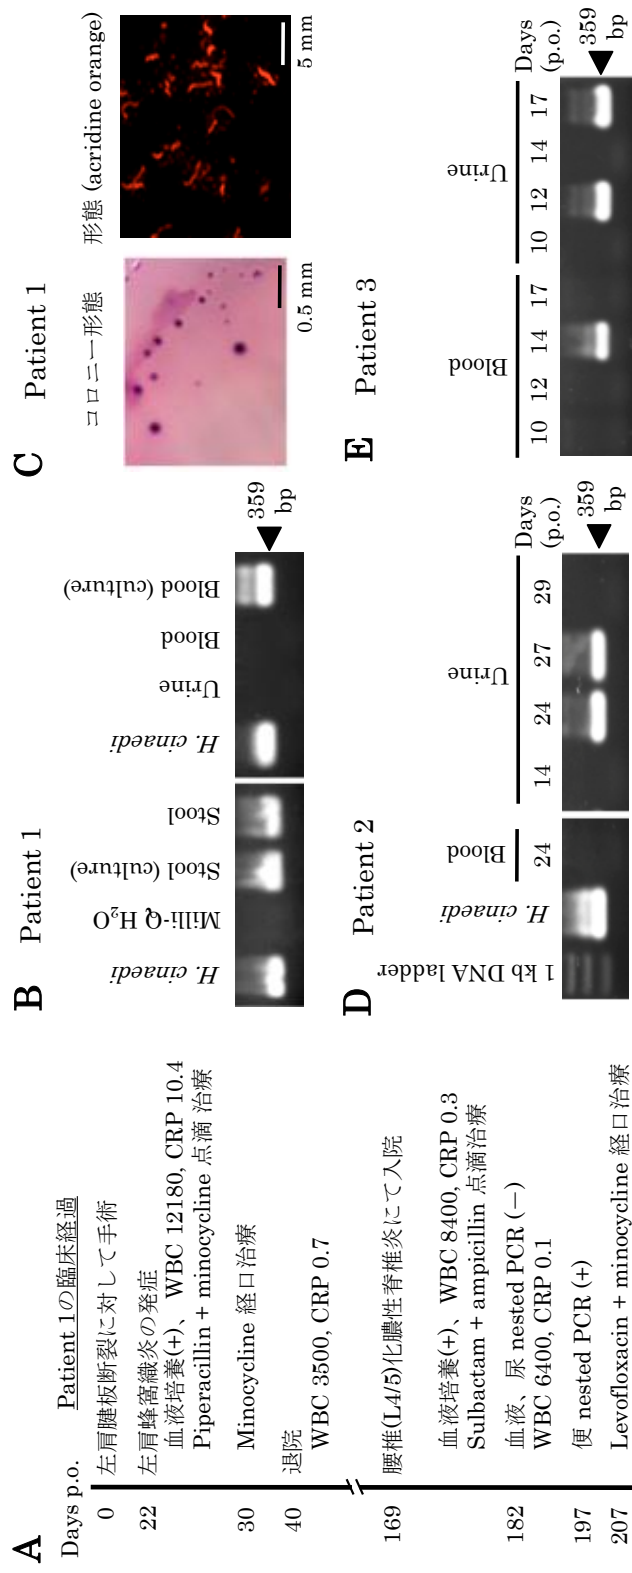 A
Patient 1の臨床経過
Days p.o.
0 左肩腱板断裂に対して手術
22 左肩蜂窩織炎の発症
血液培養(+)、WBC 12180, CRP 10.4
Piperacillin + minocycline 点滴 治療
30 Minocycline 経口治療
40 退院
WBC 3500, CRP 0.7
169 腰椎(L4/5)化膿性脊椎炎にて入院
血液培養(+)、WBC 8400, CRP 0.3
Sulbactam + ampicillin 点滴治療
182 血液、尿 nested PCR (−)
WBC 6400, CRP 0.1
197 便 nested PCR (+)
207 Levofloxacin + minocycline 経口治療
B
Patient 1
H. cinaedi
Milli-Q H₂O
Stool (culture)
Stool
H. cinaedi
Urine
Blood
Blood (culture)
359
bp
C
Patient 1
コロニー形態
形態 (acridine orange)
0.5 mm
5 mm
D
Patient 2
1 kb DNA ladder
H. cinaedi
Blood
Urine
24 14 24 27 29 Days
(p.o.)
359
bp
E
Patient 3
Blood
Urine
10 12 14 17 10 12 14 17 Days
(p.o.)
359
bp